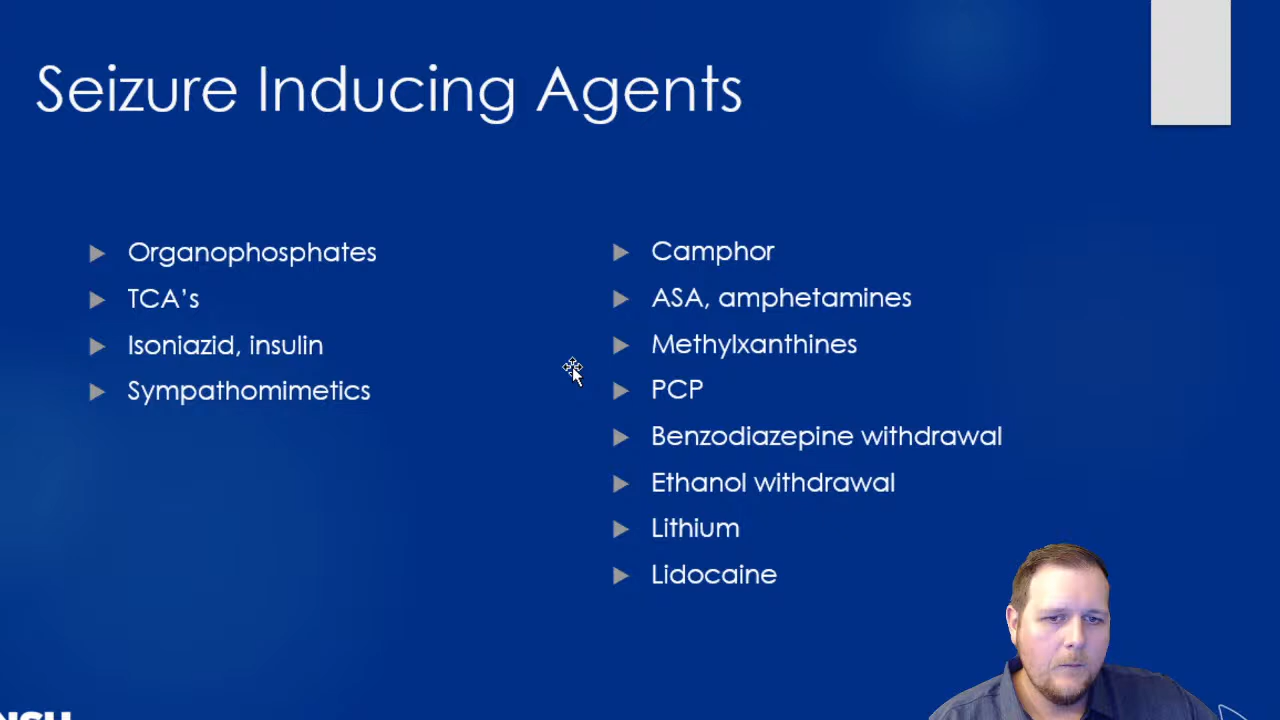 Seizure Inducing Agents
Organophosphates
TCA's
Isoniazid, insulin
Sympathomimetics
Camphor
ASA, amphetamines
Methylxanthines
PCP
Benzodiazepine withdrawal
Ethanol withdrawal
Lithium
Lidocaine